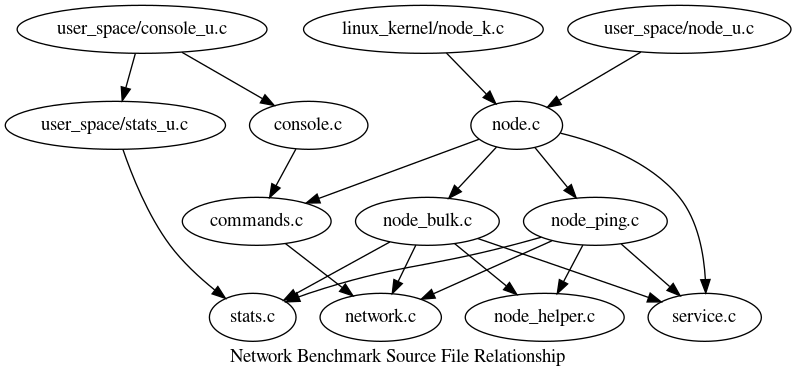 user_space/console_u.c
linux_kernel/node_k.c
user_space/node_u.c
user_space/stats_u.c
console.c
node.c
commands.c
node_bulk.c
node_ping.c
stats.c
network.c
node_helper.c
service.c
Network Benchmark Source File Relationship